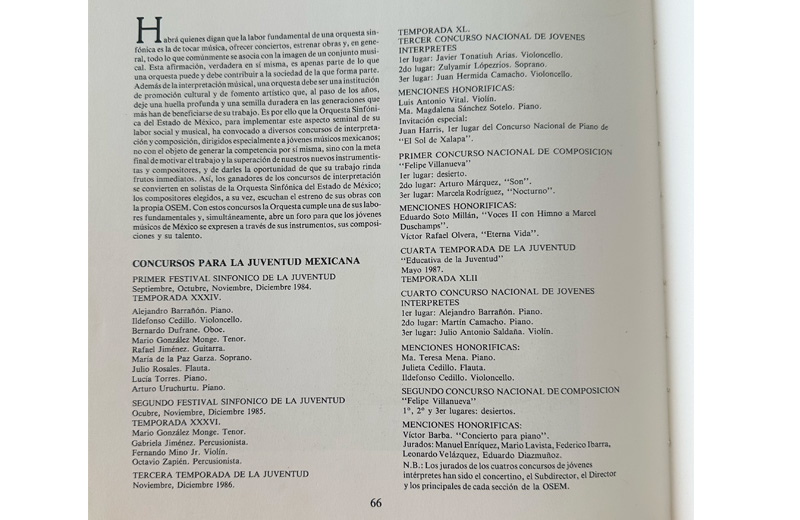 Habrá quienes digan que la labor fundamental de una orquesta sin-
fónica es la de tocar música, ofrecer conciertos, estrenar obras y, en gene-
ral, todo lo que comúnmente se asocia con la imagen de un conjunto musi-
cal. Esta afirmación, verdadera en sí misma, es apenas parte de lo que
una orquesta puede y debe contribuir a la sociedad de la que forma parte.
Además de la interpretación músical, una orquesta debe ser una institución
de promoción cultural y de fomento artístico que, al paso de los años,
deje una huella profunda y una semilla duradera en las generaciones que
más han de beneficiarse de su trabajo. Es por ello que la Orquesta Sinfóni-
ca del Estado de México, para implementar este aspecto seminal de su
labor social y musical, ha convocado a diversos concursos de interpreta-
ción y composición, dirigidos especialmente a jóvenes músicos mexicanos;
no con el objeto de generar la competencia por sí misma, sino con la meta
final de motivar el trabajo y la superación de nuestros nuevos instrumentis-
tas y compositores, y de darles la oportunidad de que su trabajo rinda
frutos inmediatos. Así, los ganadores de los concursos de interpretación
se convierten en solistas de la Orquesta Sinfónica del Estado de México;
los compositores elegidos, a su vez, escuchan el estreno de sus obras con
la propia OSEM. Con estos concursos la Orquesta cumple una de sus labo-
res fundamentales y, simultáneamente, abre un foro para que los jóvenes
músicos de México se expresen a través de sus instrumentos, sus composi-
ciones y su talento.
CONCURSOS PARA LA JUVENTUD MEXICANA
PRIMER FESTIVAL SINFONICO DE LA JUVENTUD
Septiembre, Octubre, Noviembre, Diciembre 1984.
TEMPORADA XXXIV.
Alejandro Barrañón. Piano.
Ildefonso Cedillo. Violoncello.
Bernardo Dufrane. Oboe.
Mario González Monge. Tenor.
Rafael Jiménez. Guitarra.
María de la Paz Garza. Soprano.
Julio Rosales. Flauta.
Lucía Torres. Piano.
Arturo Uruchurtu. Piano.
SEGUNDO FESTIVAL SINFONICO DE LA JUVENTUD
Ocubre, Noviembre, Diciembre 1985.
TEMPORADA XXXVI.
Mario González Monge. Tenor.
Gabriela Jiménez. Percusionista.
Fernando Mino Jr. Violín.
Octavio Zapién. Percusionista.
TERCERA TEMPORADA DE LA JUVENTUD
Noviembre, Diciembre 1986.
TEMPORADA XL.
TERCER CONCURSO NACIONAL DE JOVENES
INTERPRETES
1er lugar: Javier Tonatiuh Arias. Violoncello.
2do lugar: Zulyamir Lópezríos. Soprano.
3er lugar: Juan Hermida Camacho. Violoncello.
MENCIONES HONORIFICAS:
Luis Antonio Vital. Violín.
Ma. Magdalena Sánchez Sotelo. Piano.
Invitación especial:
Juan Harris, 1er lugar del Concurso Nacional de Piano de
"El Sol de Xalapa".
PRIMER CONCURSO NACIONAL DE COMPOSICION
"Felipe Villanueva"
1er lugar: desierto.
2do lugar: Arturo Márquez, "Son".
3er lugar: Marcela Rodríguez, "Nocturno".
MENCIONES HONORIFICAS:
Eduardo Soto Millán, "Voces II con Himno a Marcel
Duschamps".
Víctor Rafael Olvera, "Eterna Vida".
CUARTA TEMPORADA DE LA JUVENTUD
"Educativa de la Juventud"
Mayo 1987.
TEMPORADA XLII
CUARTO CONCURSO NACIONAL DE JOVENES
INTERPRETES
1er lugar: Alejandro Barrañón. Piano.
2do lugar: Martín Camacho. Piano.
3er lugar: Julio Antonio Saldaña. Violín.
MENCIONES HONORIFICAS:
Ma. Teresa Mena. Piano.
Julieta Cedillo. Flauta.
Ildefonso Cedillo. Violoncello.
SEGUNDO CONCURSO NACIONAL DE COMPOSICION
"Felipe Villanueva"
1º, 2º y 3er lugares: desiertos.
MENCIONES HONORIFICAS:
Víctor Barba. "Concierto para piano".
Jurados: Manuel Enríquez, Mario Lavista, Federico Ibarra,
Leonardo Velázquez, Eduardo Diazmuñoz.
N.B.: Los jurados de los cuatro concursos de jóvenes
intérpretes han sido el concertino, el Subdirector, el Director
y los principales de cada sección de la OSEM.
66